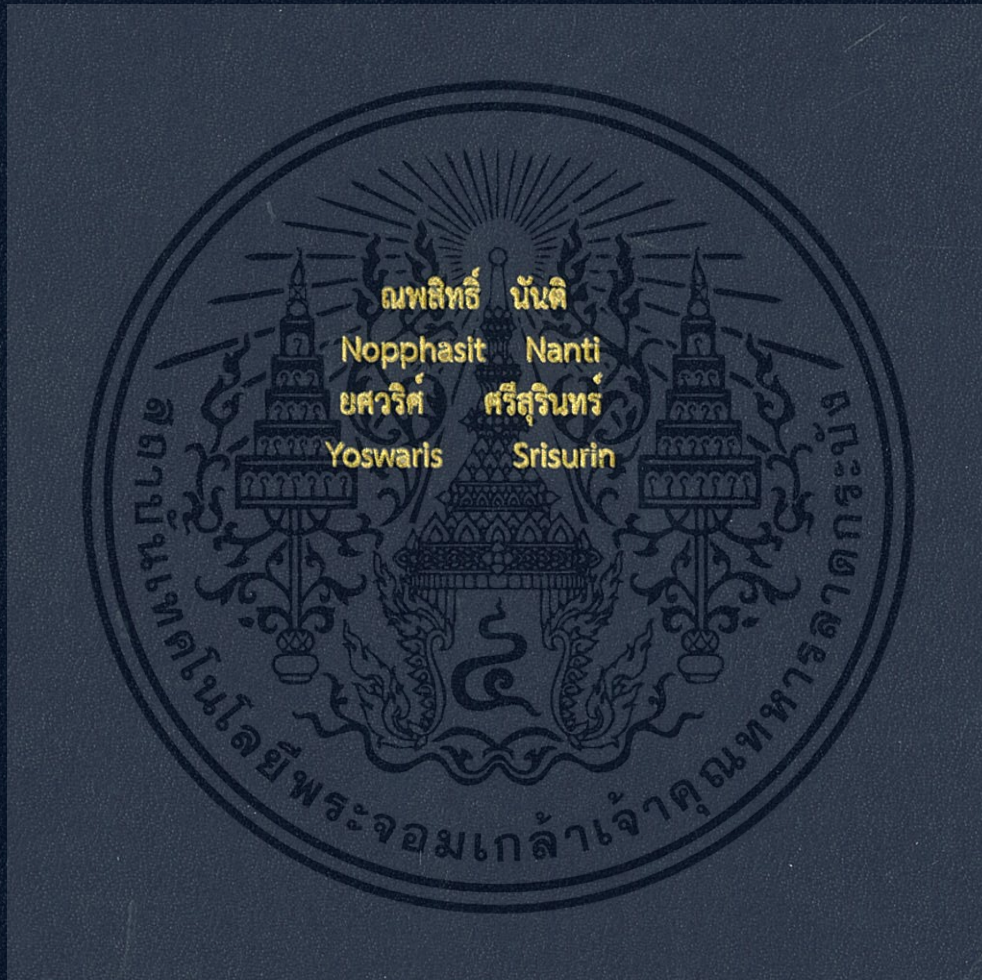 ณพสิทธิ์ นันติ
Nopphasit Nanti
ยศวริศ์ ศรีสุรินทร์
Yoswaris Srisurin
๔
สถาบันเทคโนโลยีพระจอมเกล้าเจ้าคุณทหารลาดกระบัง